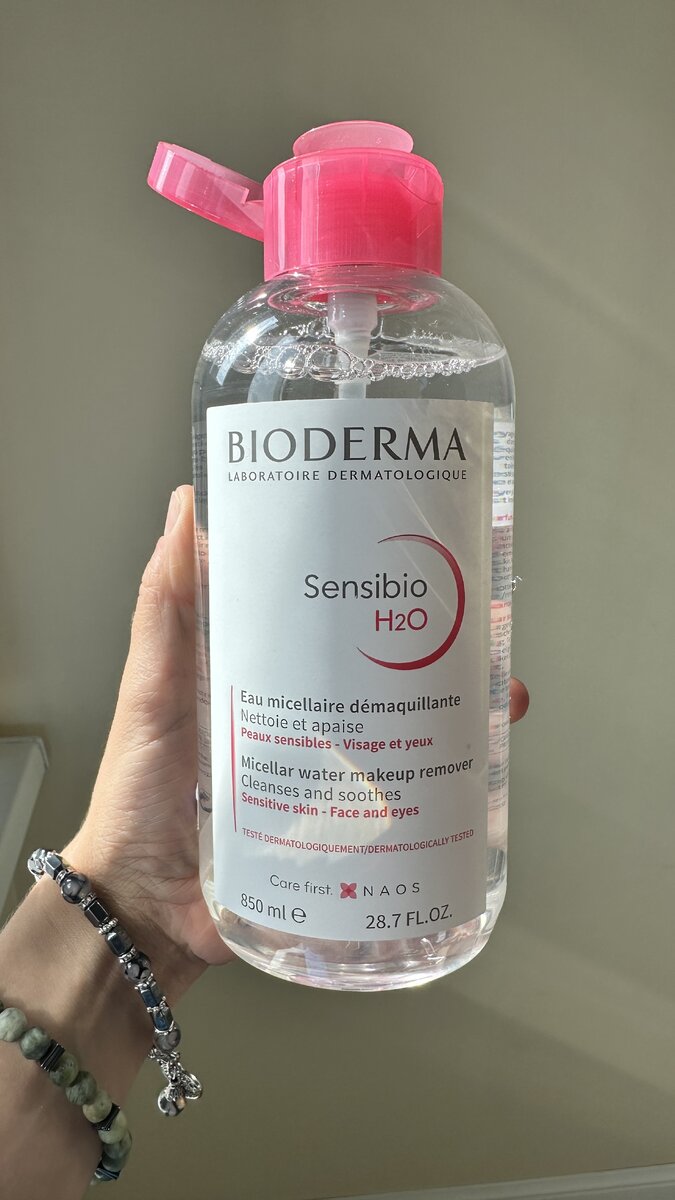 BIODERMA
LABORATOIRE DERMATOLOGIQUE
Sensibio
H2O
Eau micellaire démaquillante
Nettoie et apaise
Peaux sensibles - Visage et yeux
Micellar water makeup remover
Cleanses and soothes
Sensitive skin - Face and eyes
TESTÉ DERMATOLOGIQUEMENT/DERMATOLOGICALLY TESTED
Care first. NAOS
850 ml ℮ 28.7 FL.OZ.